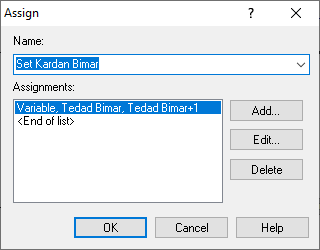 Assign
Name:
Set Kardan Bimar
Assignments:
Variable, Tedad Bimar, Tedad Bimar+1
<End of list>
Add...
Edit...
Delete
OK
Cancel
Help